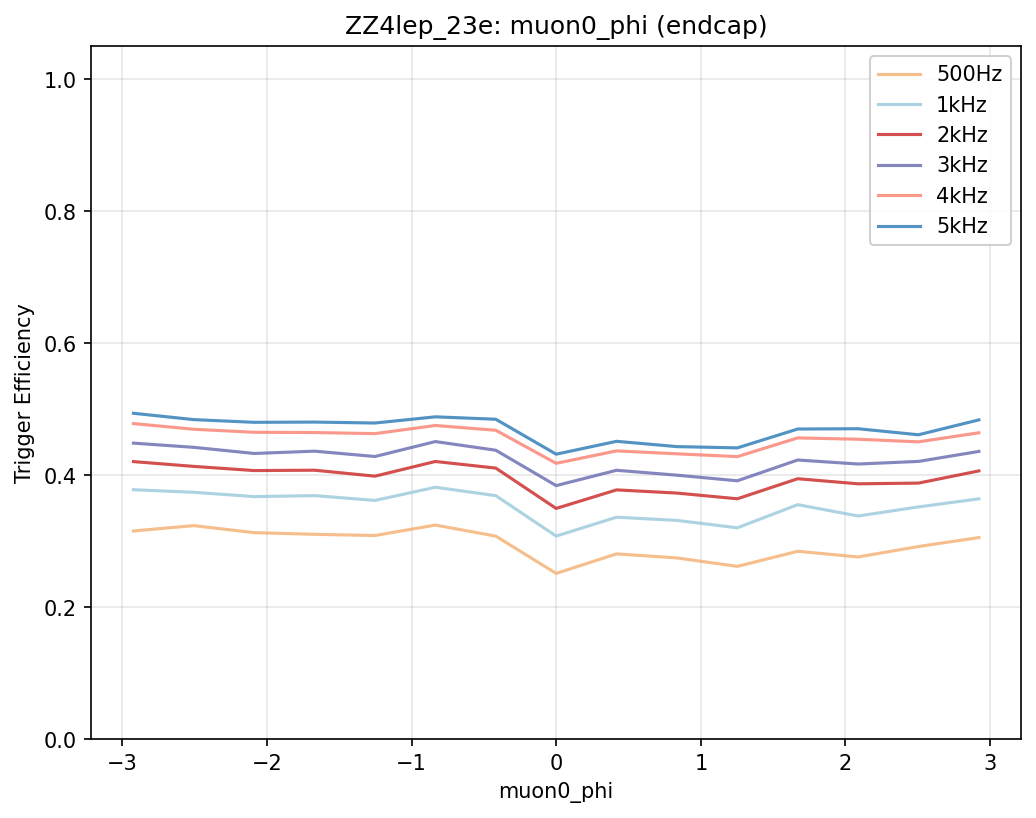 ZZ4lep_23e: muon0_phi (endcap)
1.0
0.8
0.6
0.4
0.2
0.0
Trigger Efficiency
500Hz
1kHz
2kHz
3kHz
4kHz
5kHz
−3 −2 −1 0 1 2 3
muon0_phi